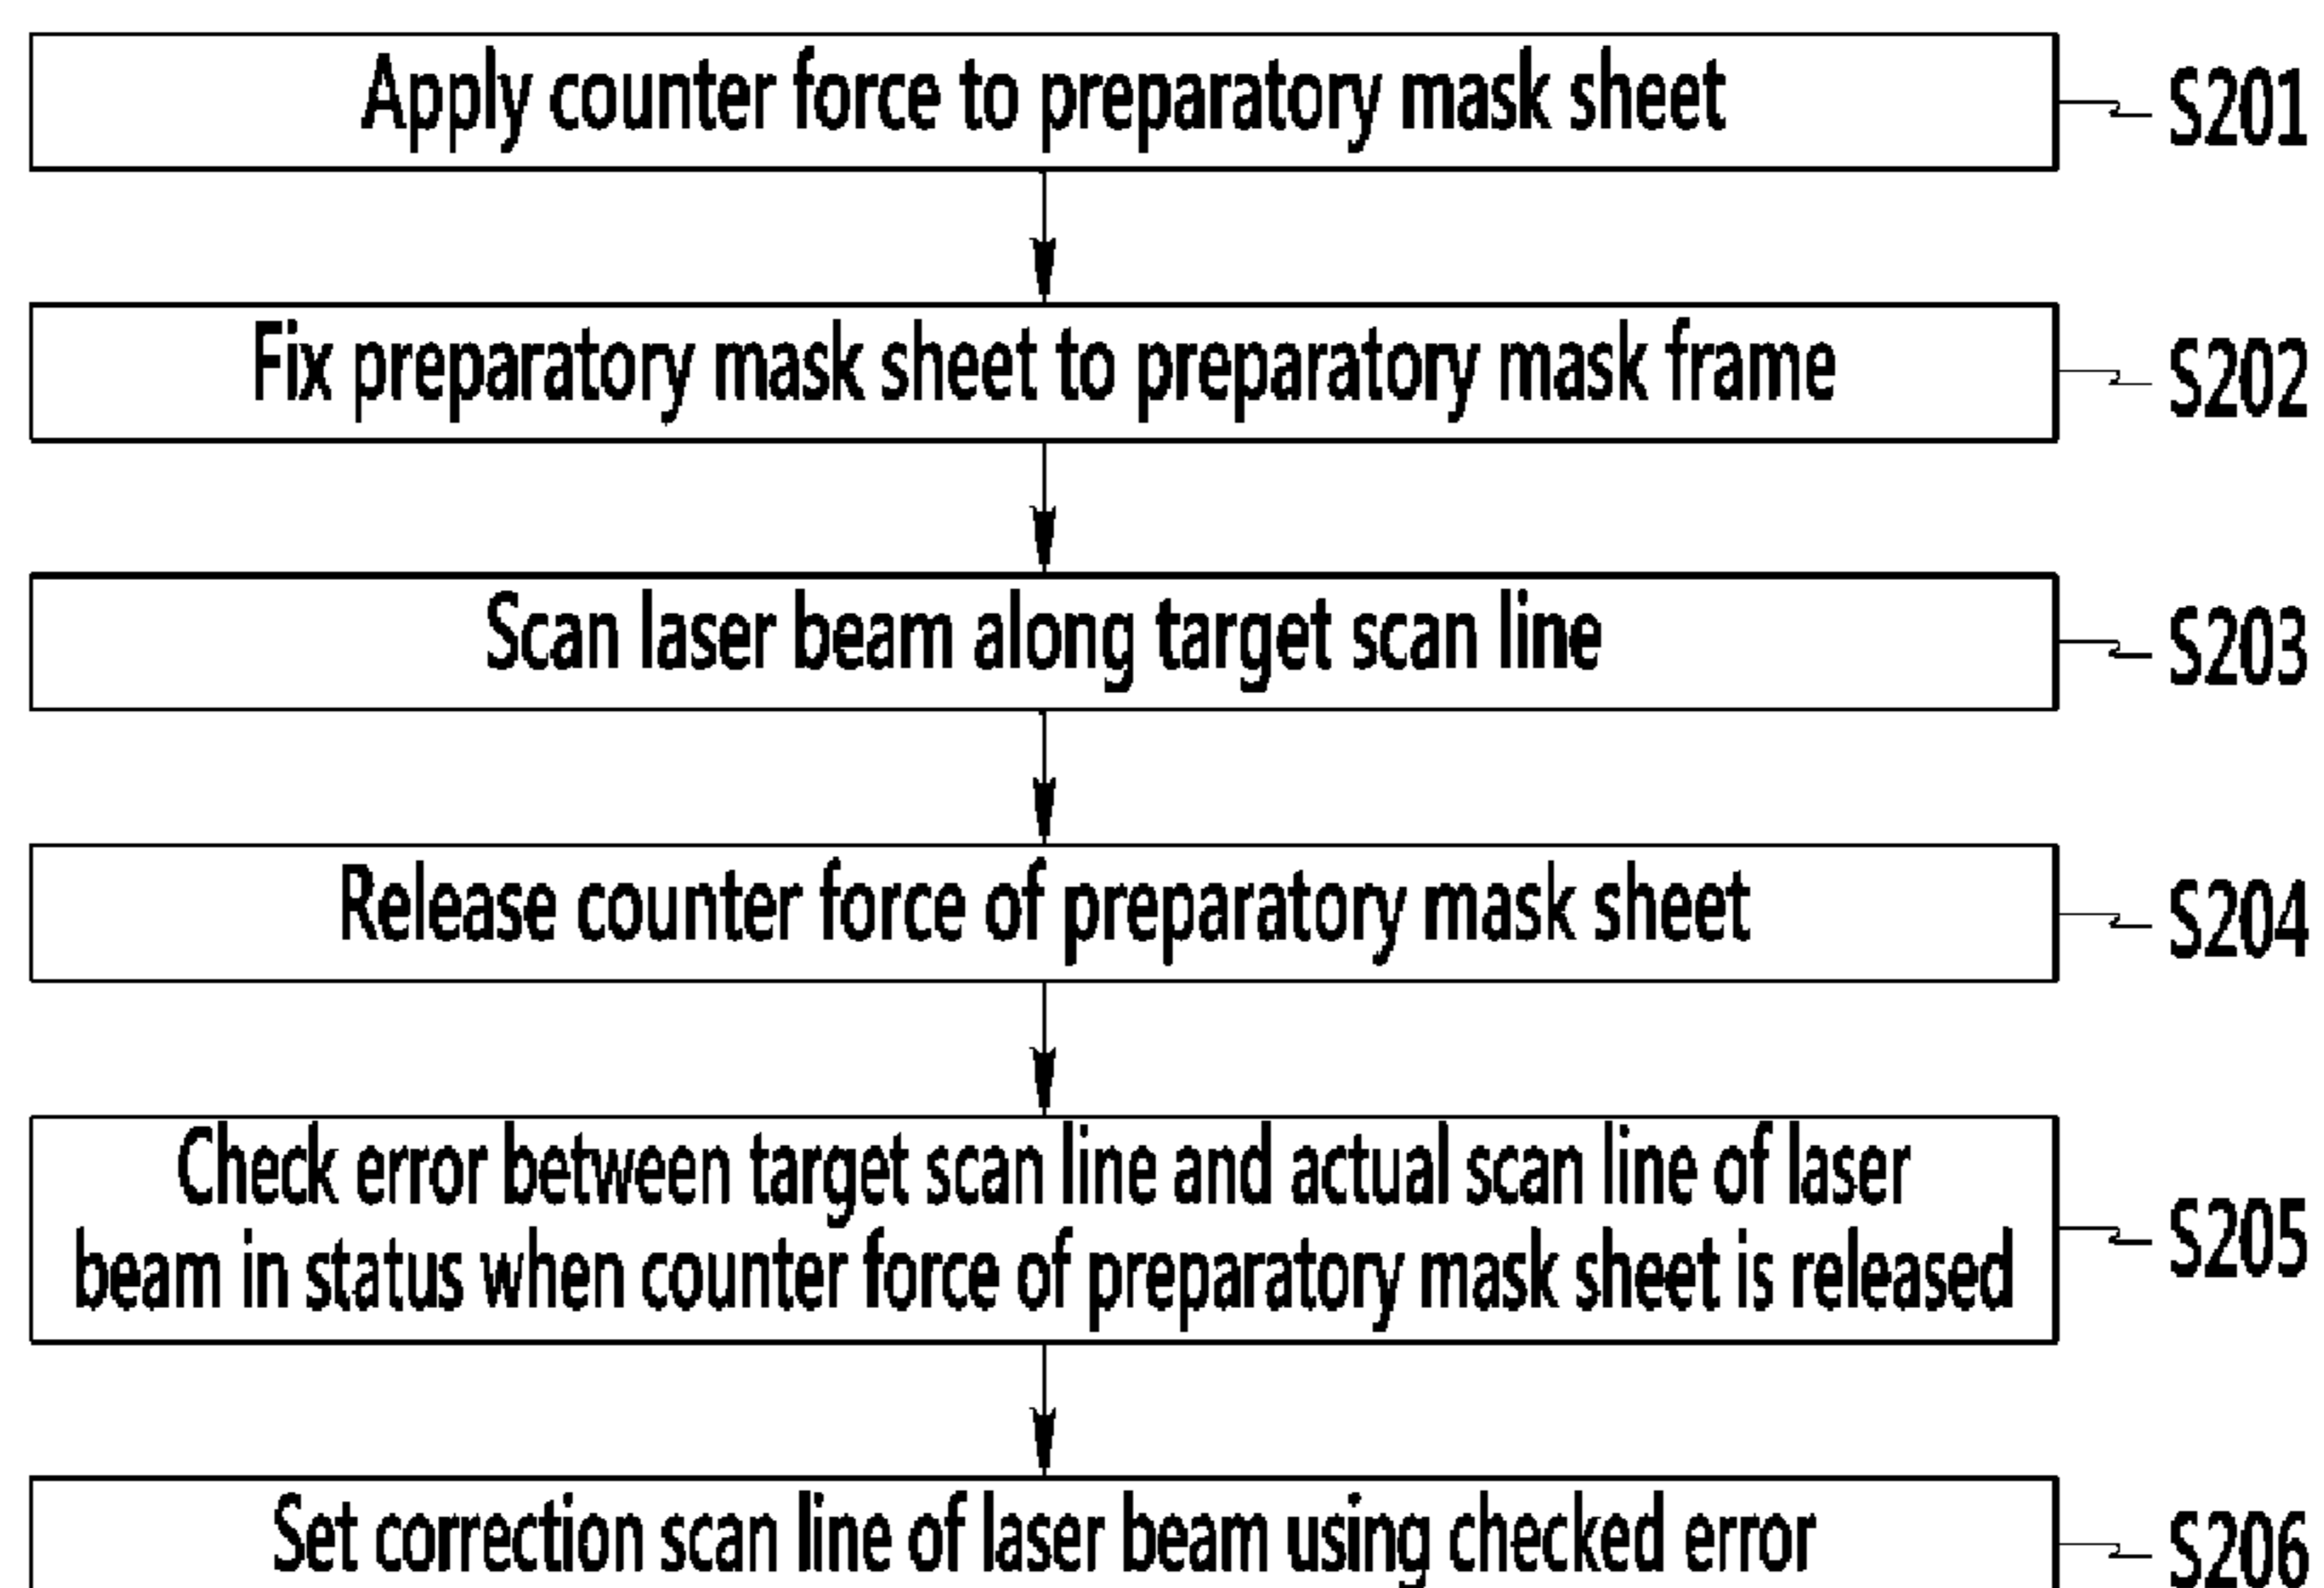 Apply counter force to preparatory mask sheet
S201
Fix preparatory mask sheet to preparatory mask frame
S202
Scan laser beam along target scan line
S203
Release counter force of preparatory mask sheet
S204
Check error between target scan line and actual scan line of laser
beam in status when counter force of preparatory mask sheet is released
S205
Set correction scan line of laser beam using checked error
S206